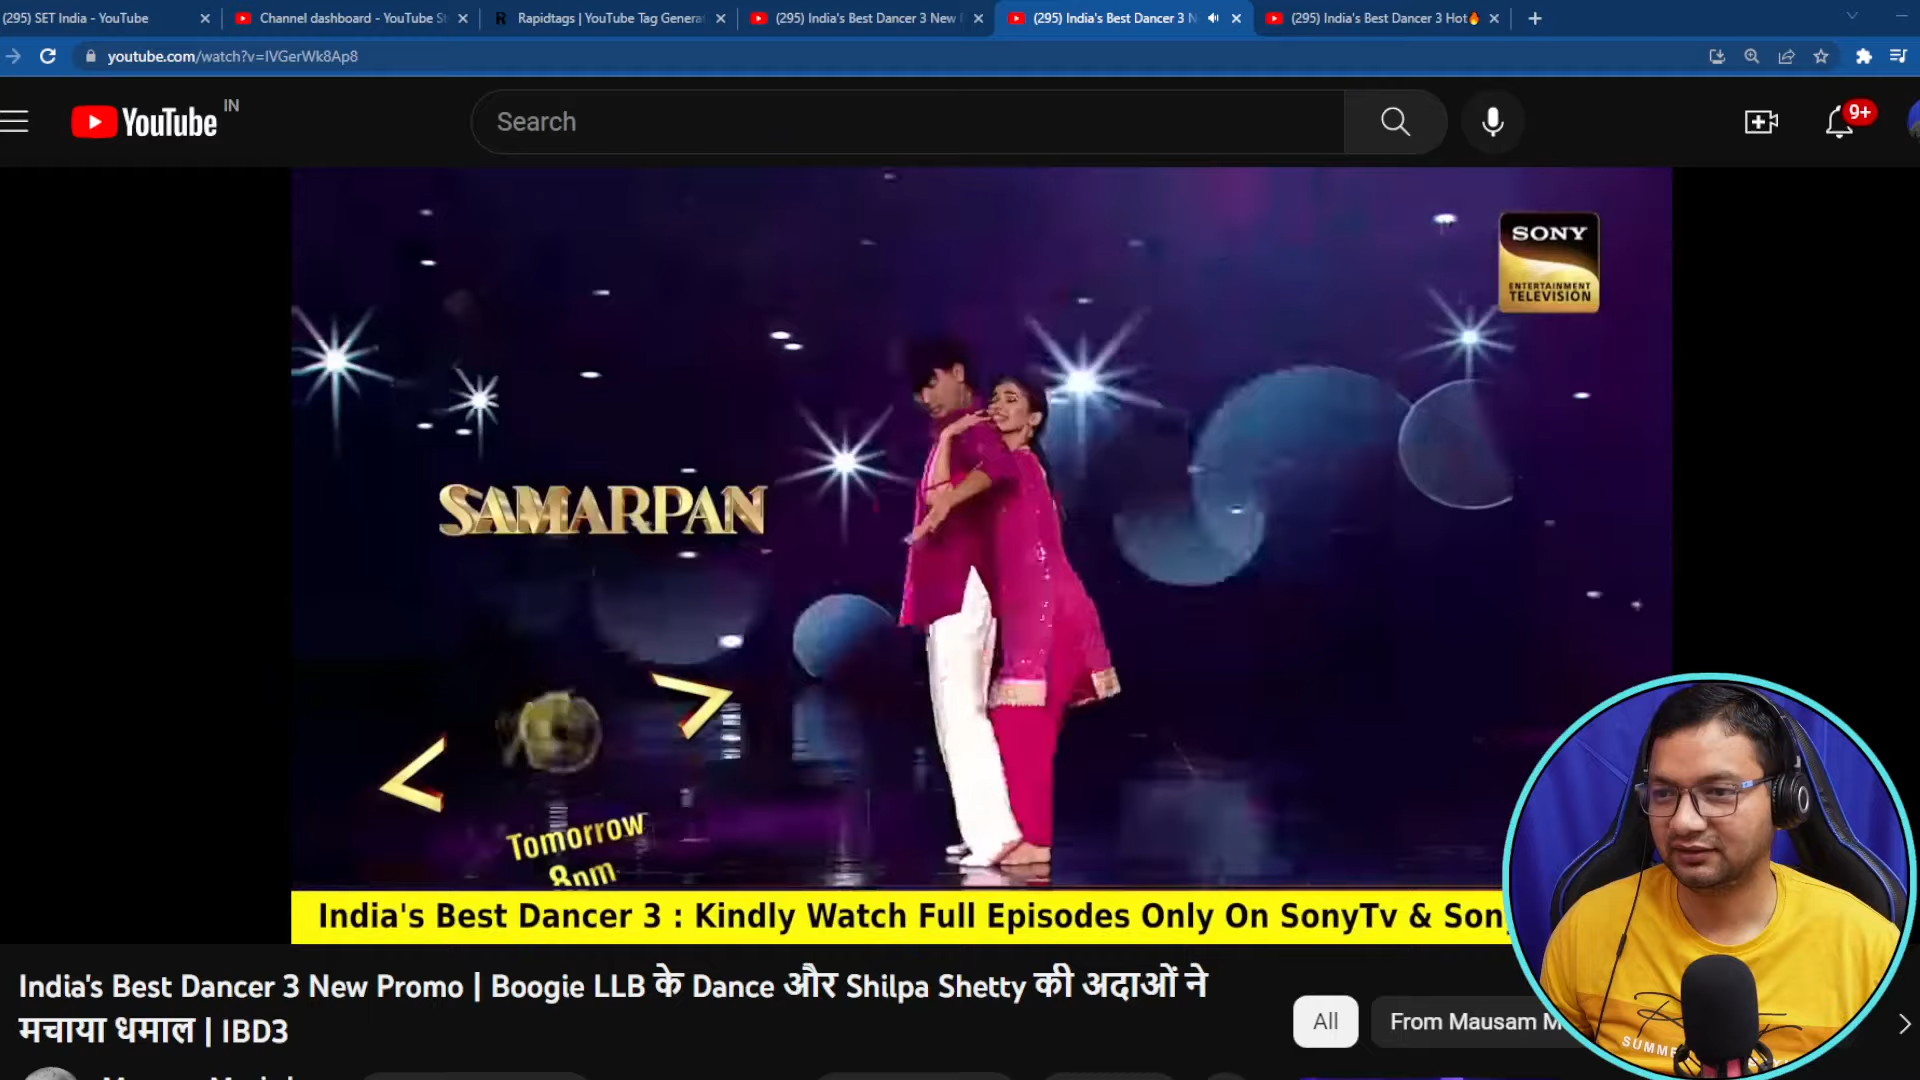 (295) SET India - YouTube
Channel dashboard - YouTube St
Rapidtags | YouTube Tag Genera
(295) India's Best Dancer 3 New
(295) India's Best Dancer 3 N
(295) India's Best Dancer 3 Hot🔥
youtube.com/watch?v=IVGerWk8Ap8
YouTube IN
Search
9+
SONY
ENTERTAINMENT
TELEVISION
SAMARPAN
Tomorrow
8pm
India's Best Dancer 3 : Kindly Watch Full Episodes Only On SonyTv & Son
India's Best Dancer 3 New Promo | Boogie LLB के Dance और Shilpa Shetty की अदाओं ने
मचाया धमाल | IBD3
All
From Mausam M
SUMME